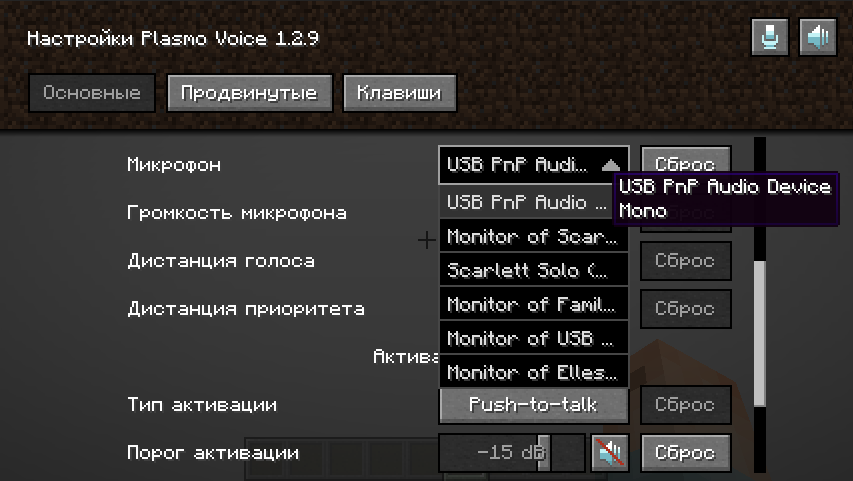 Настройки Plasmo Voice 1.2.9
Основные Продвинутые Клавиши
Микрофон USB PnP Audi... Сброс
USB PnP Audio Device
Mono
USB PnP Audio ...
Громкость микрофона
Monitor of Scar...
Дистанция голоса Scarlett Solo (... Сброс
Дистанция приоритета Monitor of Famil... Сброс
Monitor of USB ...
Актива
Monitor of Elles...
Тип активации Push-to-talk Сброс
Порог активации -15 dB Сброс